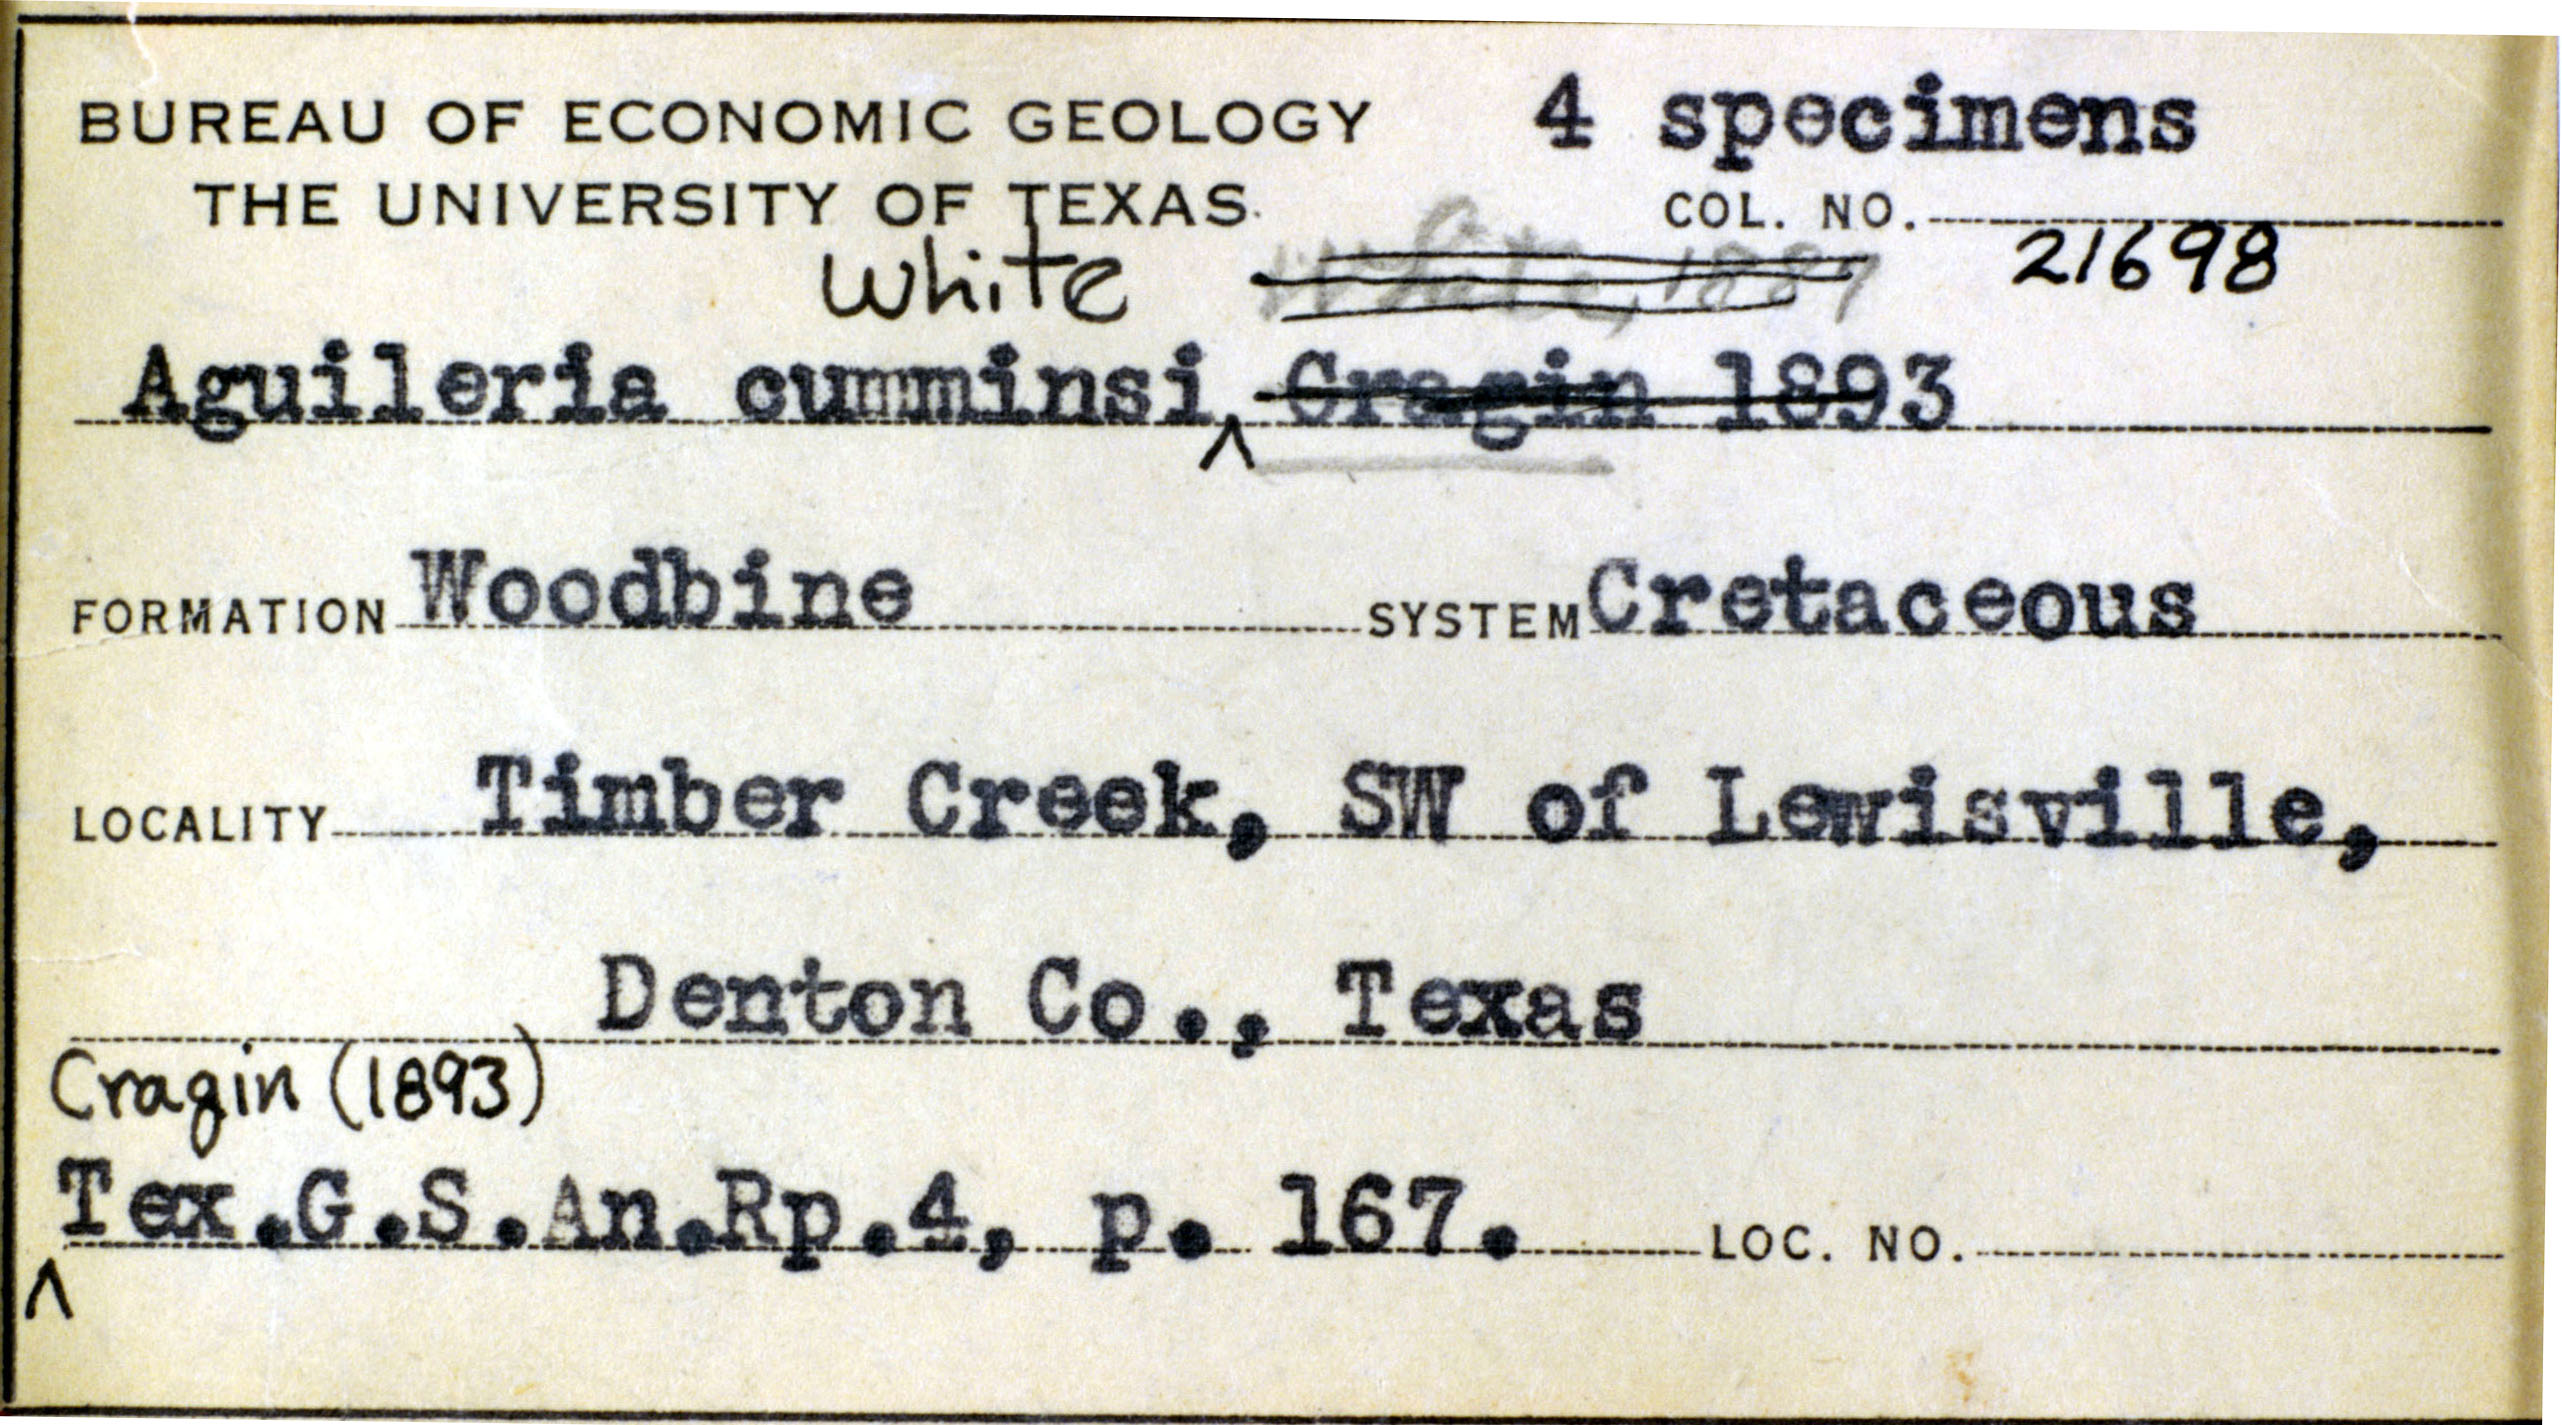 BUREAU OF ECONOMIC GEOLOGY 4 specimens
THE UNIVERSITY OF TEXAS. COL. NO. 21698
White
Aguileria cumminsi ^ Cragin 1893
FORMATION Woodbine SYSTEM Cretaceous
LOCALITY Timber Creek, SW of Lewisville,
Denton Co., Texas
Cragin (1893)
^ Tex.G.S.An.Rp.4, p. 167. LOC. NO.